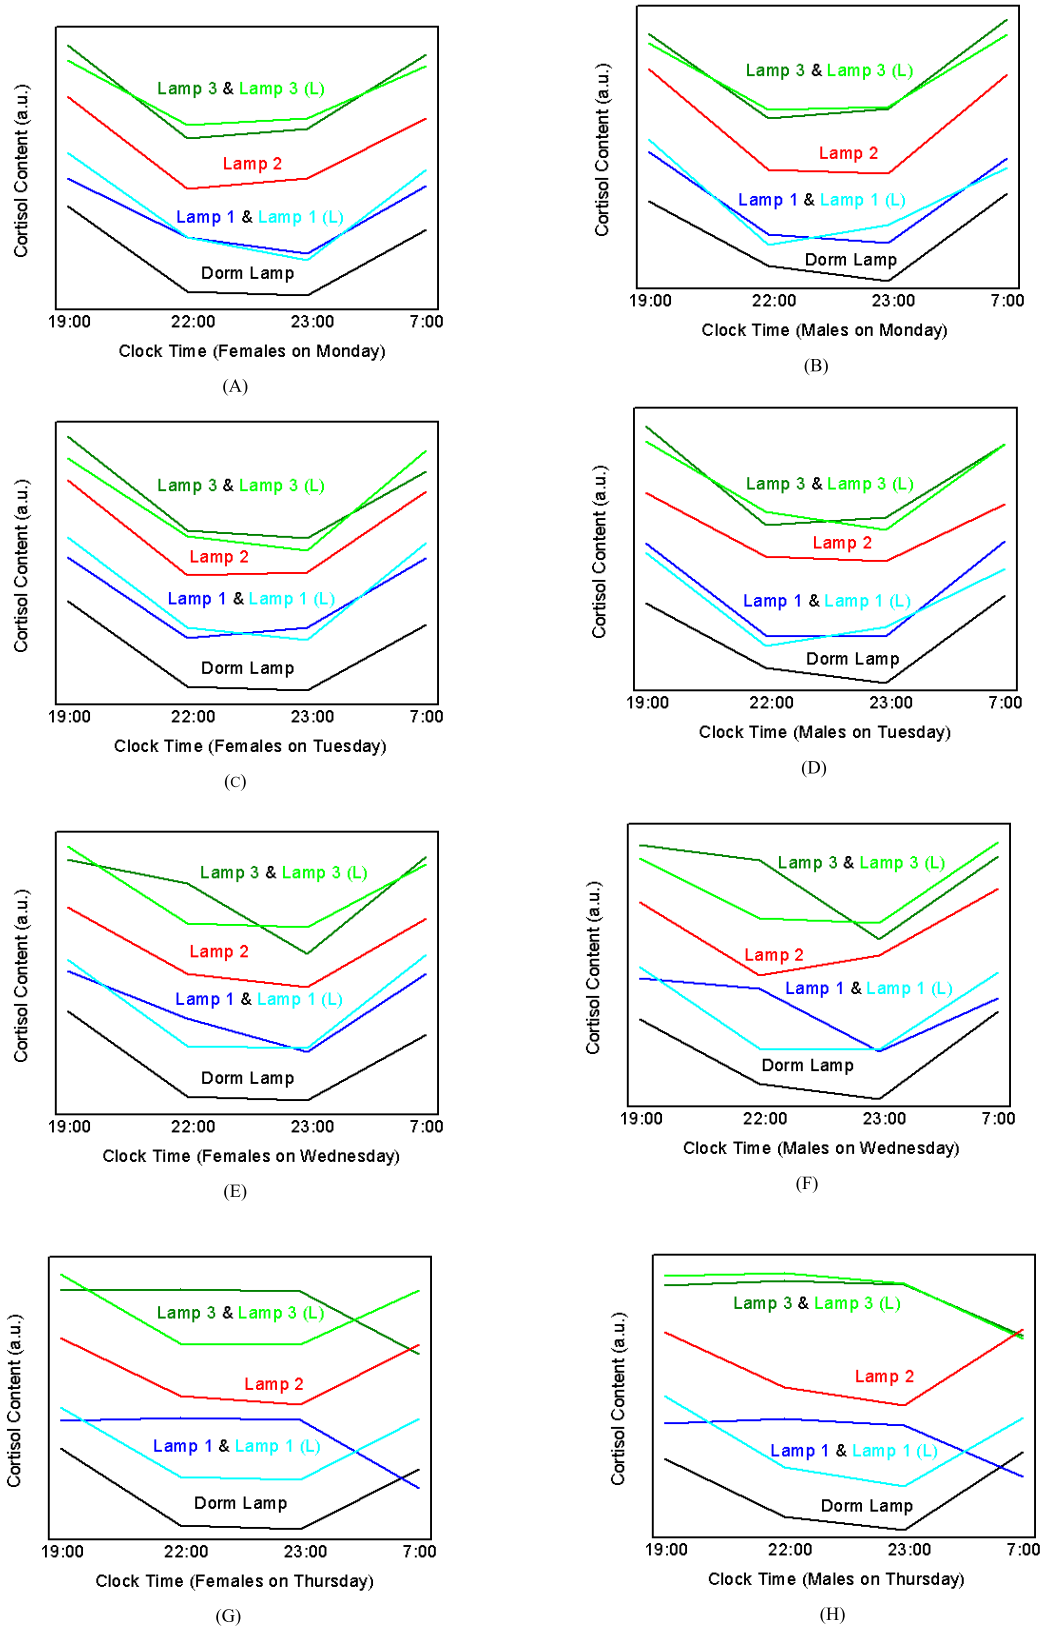 Cortisol Content (a.u.)
Lamp 3 & Lamp 3 (L)
Lamp 2
Lamp 1 & Lamp 1 (L)
Dorm Lamp
19:00 22:00 23:00 7:00
Clock Time (Females on Monday)
(A)
Cortisol Content (a.u.)
Lamp 3 & Lamp 3 (L)
Lamp 2
Lamp 1 & Lamp 1 (L)
Dorm Lamp
19:00 22:00 23:00 7:00
Clock Time (Males on Monday)
(B)
Cortisol Content (a.u.)
Lamp 3 & Lamp 3 (L)
Lamp 2
Lamp 1 & Lamp 1 (L)
Dorm Lamp
19:00 22:00 23:00 7:00
Clock Time (Females on Tuesday)
(C)
Cortisol Content (a.u.)
Lamp 3 & Lamp 3 (L)
Lamp 2
Lamp 1 & Lamp 1 (L)
Dorm Lamp
19:00 22:00 23:00 7:00
Clock Time (Males on Tuesday)
(D)
Cortisol Content (a.u.)
Lamp 3 & Lamp 3 (L)
Lamp 2
Lamp 1 & Lamp 1 (L)
Dorm Lamp
19:00 22:00 23:00 7:00
Clock Time (Females on Wednesday)
(E)
Cortisol Content (a.u.)
Lamp 3 & Lamp 3 (L)
Lamp 2
Lamp 1 & Lamp 1 (L)
Dorm Lamp
19:00 22:00 23:00 7:00
Clock Time (Males on Wednesday)
(F)
Cortisol Content (a.u.)
Lamp 3 & Lamp 3 (L)
Lamp 2
Lamp 1 & Lamp 1 (L)
Dorm Lamp
19:00 22:00 23:00 7:00
Clock Time (Females on Thursday)
(G)
Cortisol Content (a.u.)
Lamp 3 & Lamp 3 (L)
Lamp 2
Lamp 1 & Lamp 1 (L)
Dorm Lamp
19:00 22:00 23:00 7:00
Clock Time (Males on Thursday)
(H)